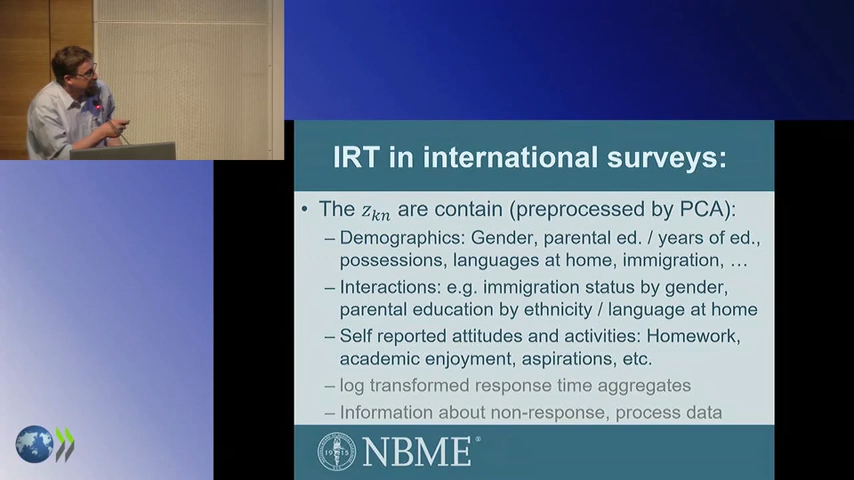 IRT in international surveys:
• The z_kn are contain (preprocessed by PCA):
– Demographics: Gender, parental ed. / years of ed.,
possessions, languages at home, immigration, …
– Interactions: e.g. immigration status by gender,
parental education by ethnicity / language at home
– Self reported attitudes and activities: Homework,
academic enjoyment, aspirations, etc.
– log transformed response time aggregates
– Information about non-response, process data
1915
NBME®